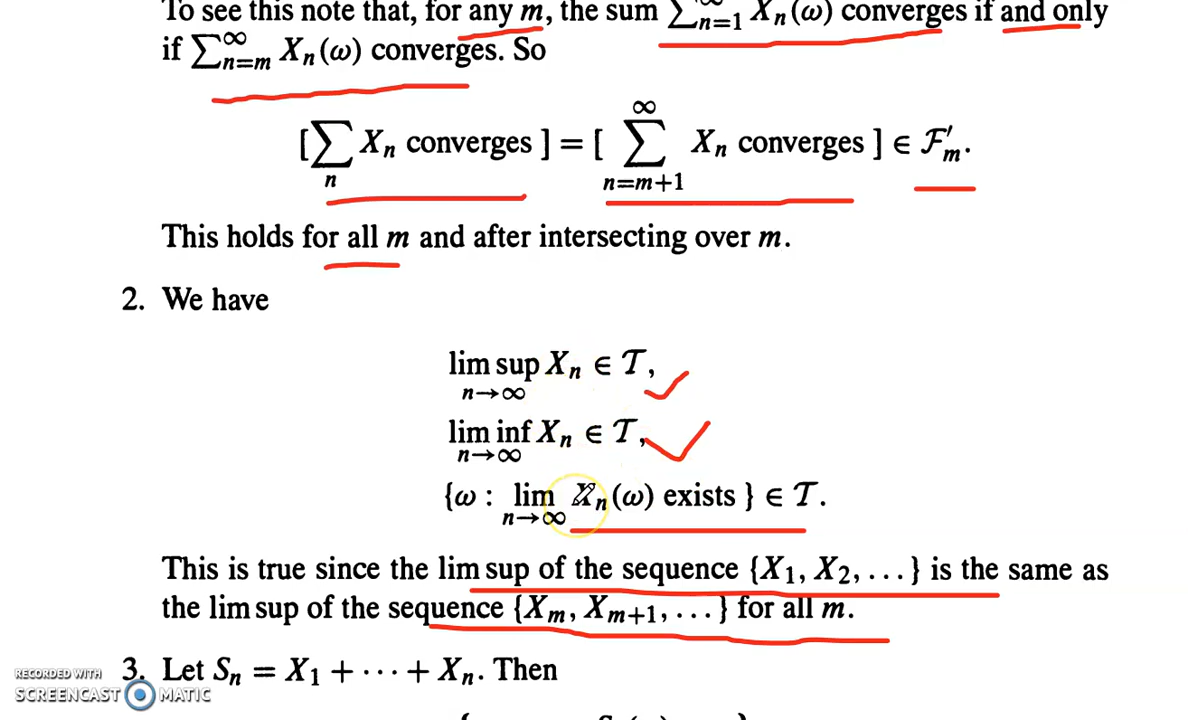 To see this note that, for any m, the sum ∑_{n=1}^∞ X_n(ω) converges if and only
if ∑_{n=m}^∞ X_n(ω) converges. So
[∑_n X_n converges ] = [ ∑_{n=m+1}^∞ X_n converges ] ∈ ℱ′_m.
This holds for all m and after intersecting over m.
2. We have
lim sup_{n→∞} X_n ∈ 𝒯,
lim inf_{n→∞} X_n ∈ 𝒯,
{ω : lim_{n→∞} X_n(ω) exists } ∈ 𝒯.
This is true since the lim sup of the sequence {X_1, X_2, ...} is the same as
the lim sup of the sequence {X_m, X_{m+1}, ...} for all m.
3. Let S_n = X_1 + ⋯ + X_n. Then
RECORDED WITH
SCREENCAST MATIC